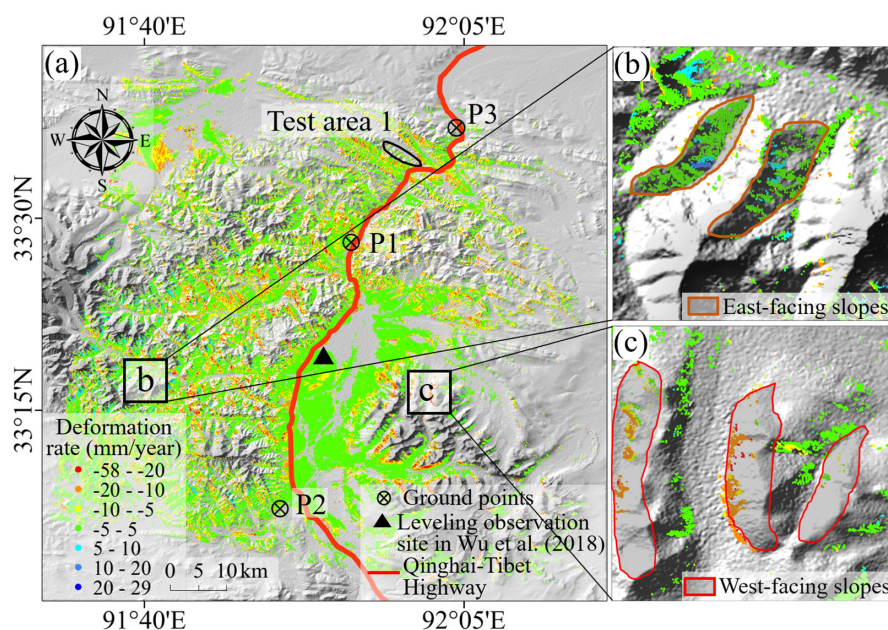 91°40'E
92°05'E
(a)
(b)
N
W
E
S
Test area 1
P3
33°30'N
P1
East-facing slopes
b
c
(c)
33°15'N
Deformation
rate (mm/year)
-58 - -20
-20 - -10
-10 - -5
-5 - 5
5 - 10
10 - 20
20 - 29
P2
0 5 10 km
Ground points
Leveling observation
site in Wu et al. (2018)
Qinghai-Tibet
Highway
West-facing slopes
91°40'E
92°05'E